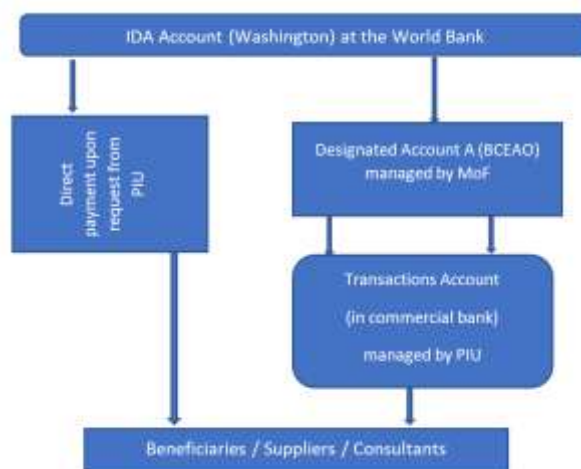 IDA Account (Washington) at the World Bank
Direct
payment upon
request from
PIU
Designated Account A (BCEAO)
managed by MoF
Transactions Account
(in commercial bank)
managed by PIU
Beneficiaries / Suppliers / Consultants